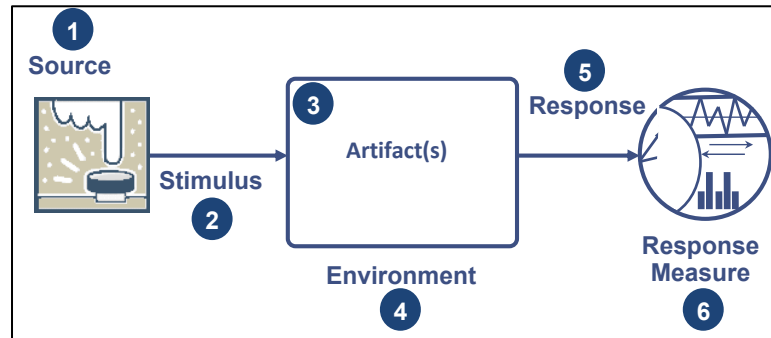 1
Source
Stimulus
2
3
Artifact(s)
Environment
4
5
Response
Response
Measure
6